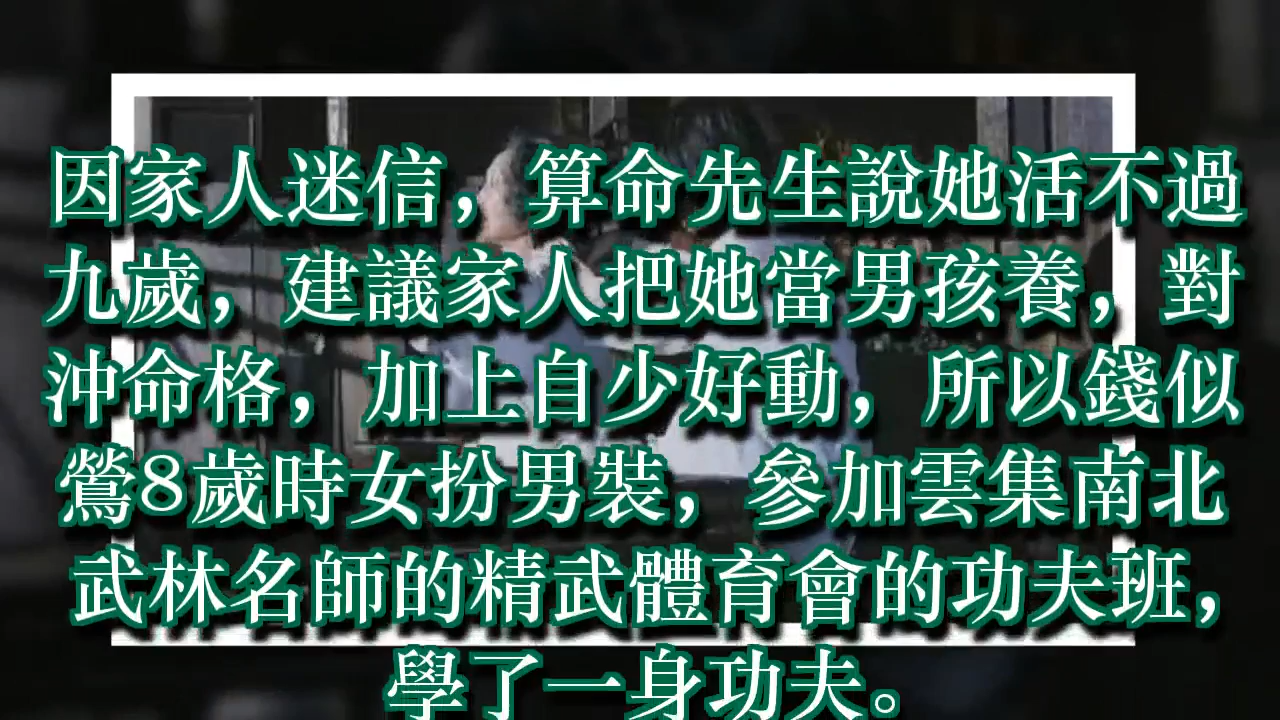 因家人迷信，算命先生說她活不過
九歲，建議家人把她當男孩養，對
沖命格，加上自少好動，所以錢似
鶯8歲時女扮男裝，參加雲集南北
武林名師的精武體育會的功夫班，
學了一身功夫。